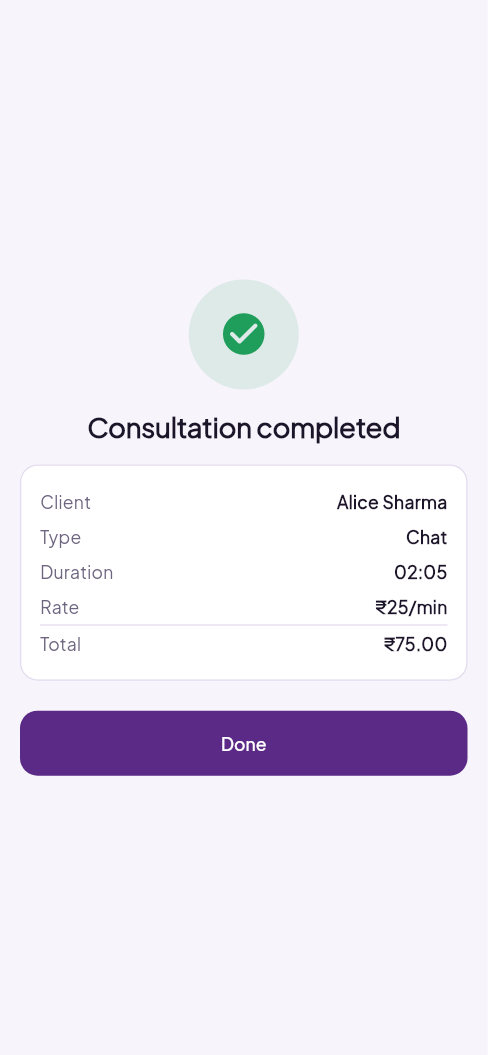 Consultation completed
Client Alice Sharma
Type Chat
Duration 02:05
Rate ₹25/min
Total ₹75.00
Done